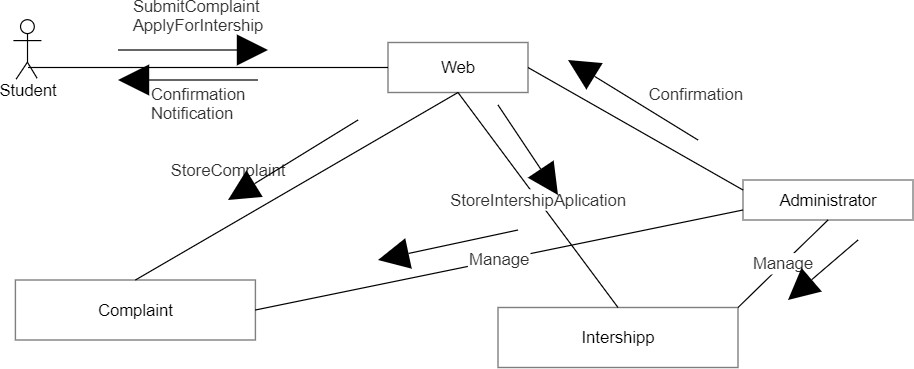 SubmitComplaint
ApplyForIntership
Web
Student
Confirmation
Notification
Confirmation
StoreComplaint
StoreIntershipAplication
Administrator
Manage
Manage
Complaint
Intershipp